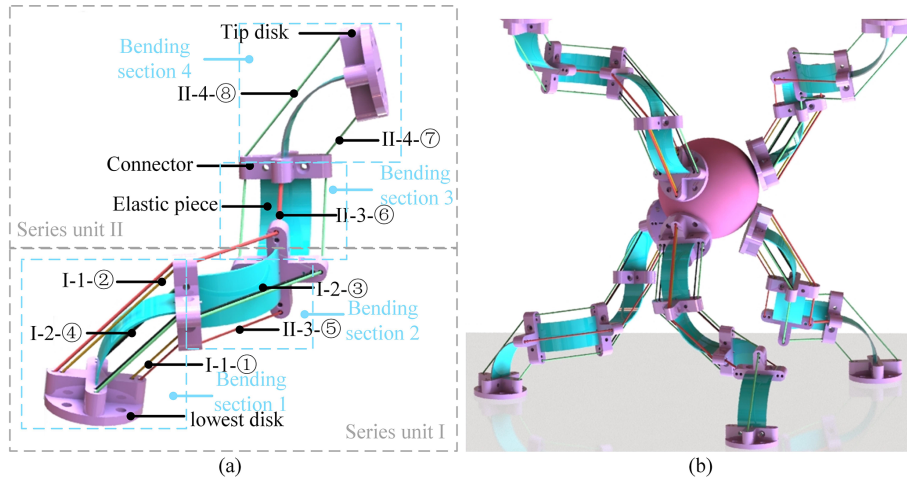 Tip disk
Bending
section 4
II-4-⑧
II-4-⑦
Connector
Bending
section 3
Elastic piece
II-3-⑥
Series unit II
I-1-②
I-2-③
Bending
section 2
I-2-④
II-3-⑤
I-1-①
Bending
section 1
lowest disk
Series unit I
(a)
(b)